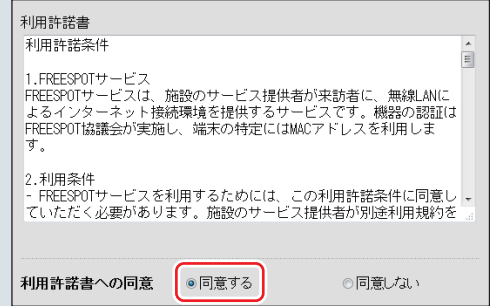 利用許諾書
利用許諾条件
1.FREESPOTサービス
FREESPOTサービスは、施設のサービス提供者が来訪者に、無線LANに
よるインターネット接続環境を提供するサービスです。機器の認証は
FREESPOT協議会が実施し、端末の特定にはMACアドレスを利用しま
す。
2.利用条件
- FREESPOTサービスを利用するためには、この利用許諾条件に同意し
ていただく必要があります。施設のサービス提供者が別途利用規約を
利用許諾書への同意 同意する 同意しない